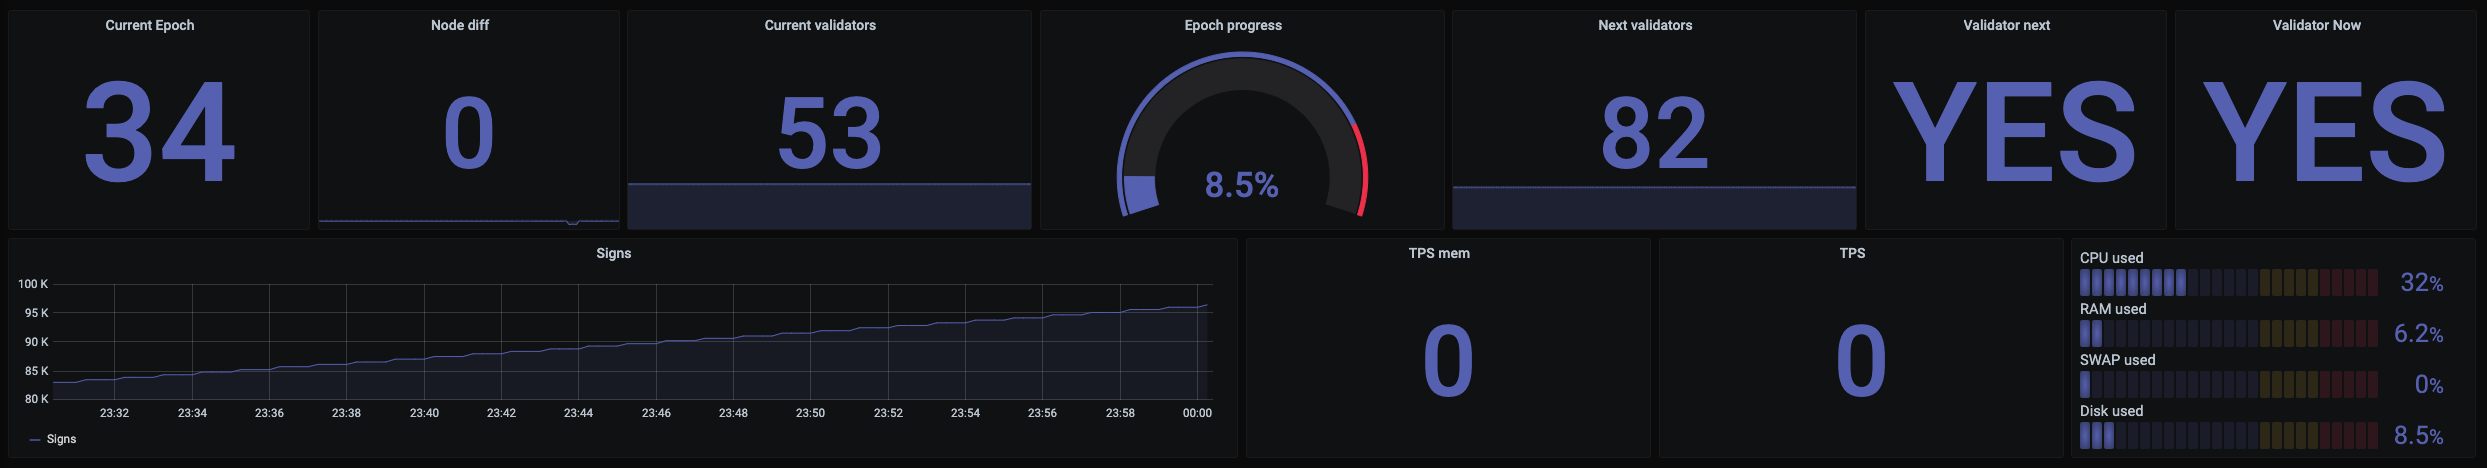 Current Epoch
34
Node diff
0
Current validators
53
Epoch progress
8.5%
Next validators
82
Validator next
YES
Validator Now
YES
Signs
100 K
95 K
90 K
85 K
80 K
23:32 23:34 23:36 23:38 23:40 23:42 23:44 23:46 23:48 23:50 23:52 23:54 23:56 23:58 00:00
Signs
TPS mem
0
TPS
0
CPU used
32%
RAM used
6.2%
SWAP used
0%
Disk used
8.5%